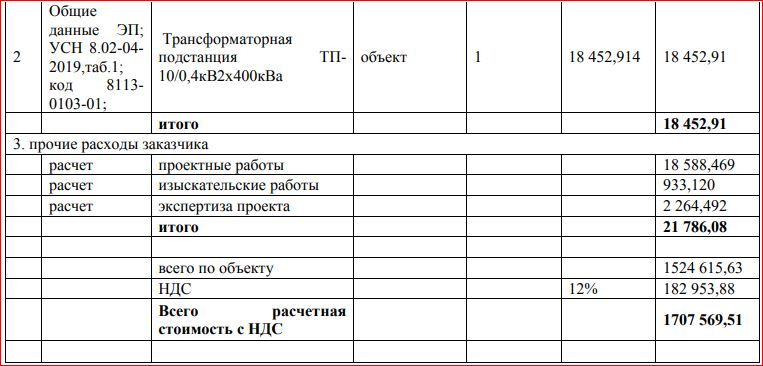 2
Общие
данные ЭП;
УСН 8.02-04-
2019,таб.1;
код 8113-
0103-01;
Трансформаторная
подстанция ТП-
10/0,4кВ2х400кВа
объект
1
18 452,914
18 452,91
итого 18 452,91
3. прочие расходы заказчика
расчет проектные работы 18 588,469
расчет изыскательские работы 933,120
расчет экспертиза проекта 2 264,492
итого 21 786,08
всего по объекту 1524 615,63
НДС 12% 182 953,88
Всего расчетная
стоимость с НДС
1707 569,51